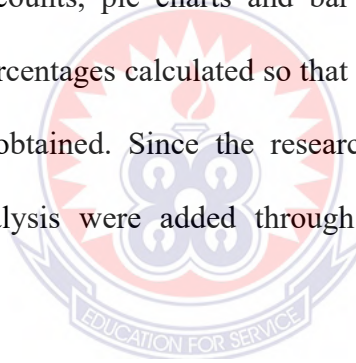 counts, pie charts and bar
rcentages calculated so that
obtained. Since the researc
alysis were added through
EDUCATION FOR SERVICE